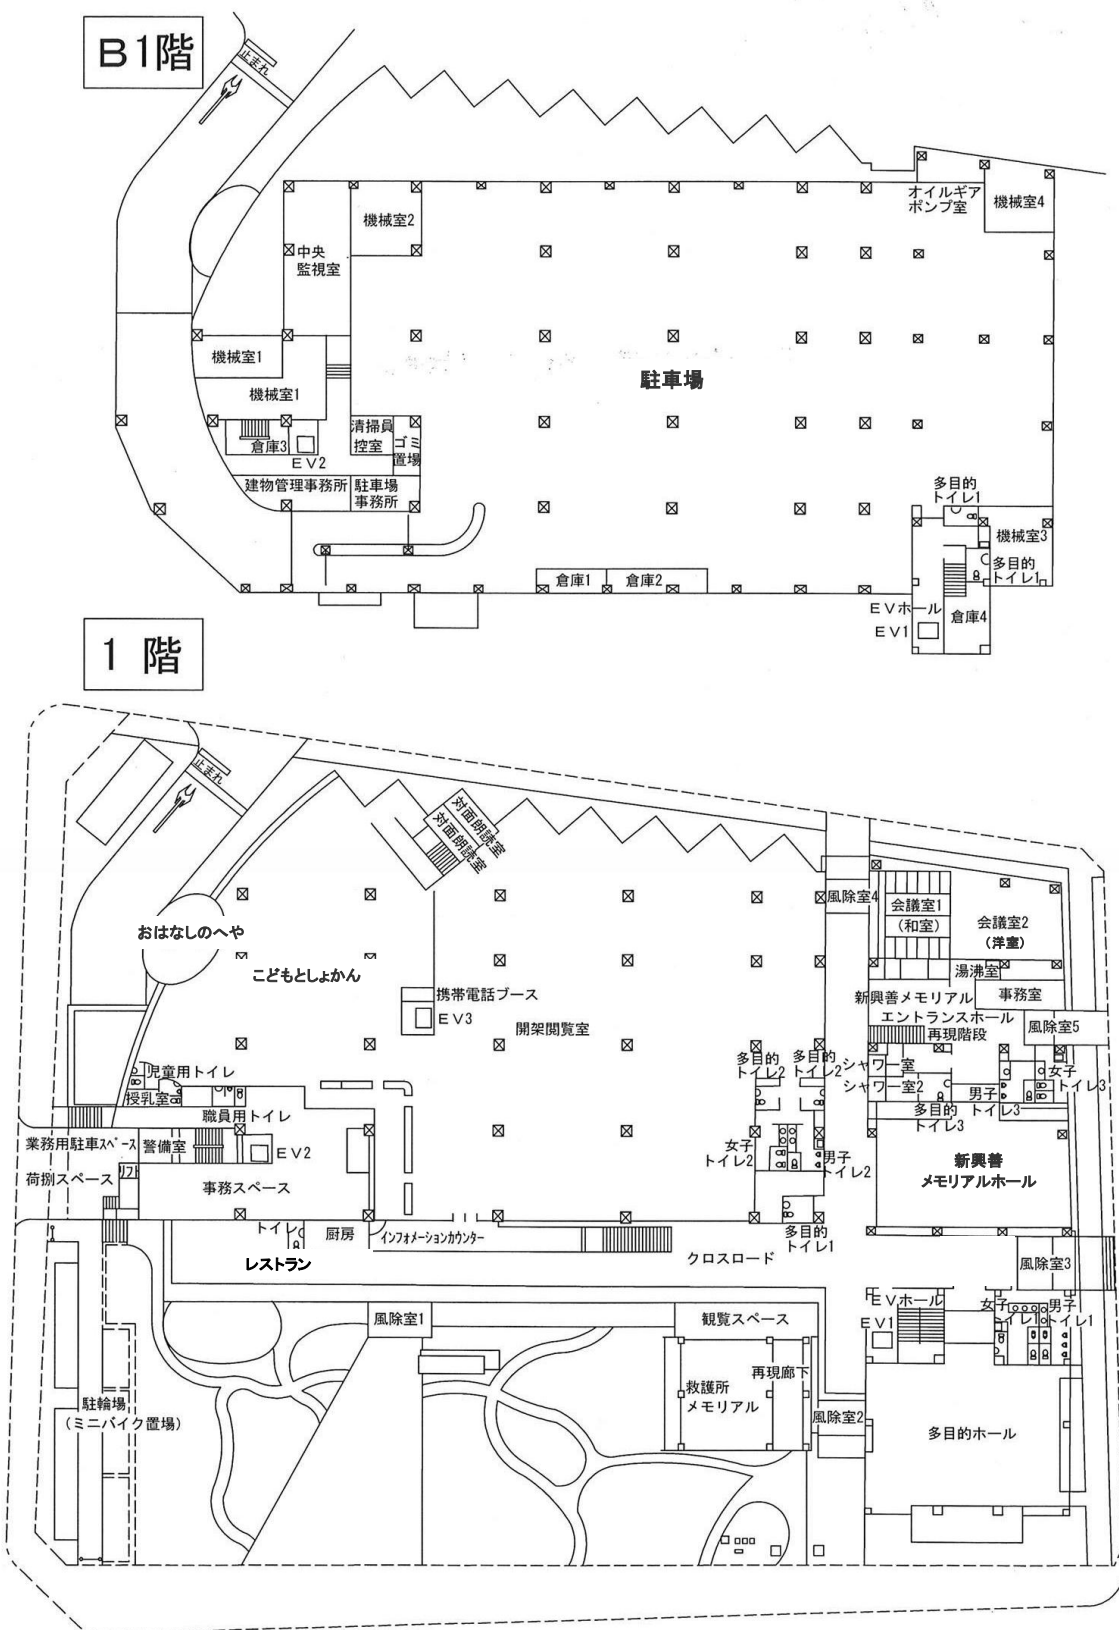 B1階
止まれ
オイルギア
ポンプ室
機械室4
機械室2
中央
監視室
機械室1
駐車場
機械室1
清掃員
控室
ゴミ
置場
倉庫3
EV2
建物管理事務所
駐車場
事務所
多目的
トイレ1
機械室3
多目的
トイレ1
倉庫1
倉庫2
EVホール
倉庫4
EV1
1 階
止まれ
対面朗読室
対面朗読室
風除室4
会議室1
(和室)
会議室2
(洋室)
おはなしのへや
こどもとしょかん
湯沸室
携帯電話ブース
新興善メモリアル
事務室
EV3
開架閲覧室
エントランスホール
再現階段
風除室5
児童用トイレ
多目的
トイレ2
多目的
トイレ2
シャワー室
シャワー室2
女子
トイレ3
授乳室
男子
トイレ3
職員用トイレ
多目的
トイレ3
業務用駐車スペース
警備室
EV2
女子
トイレ2
男子
トイレ2
新興善
メモリアルホール
荷捌スペース
リフト
事務スペース
トイレ
厨房
インフォメーションカウンター
多目的
トイレ1
レストラン
クロスロード
風除室3
EVホール
女子
トイレ1
男子
トイレ1
EV1
風除室1
観覧スペース
再現廊下
救護所
メモリアル
駐輪場
(ミニバイク置場)
風除室2
多目的ホール